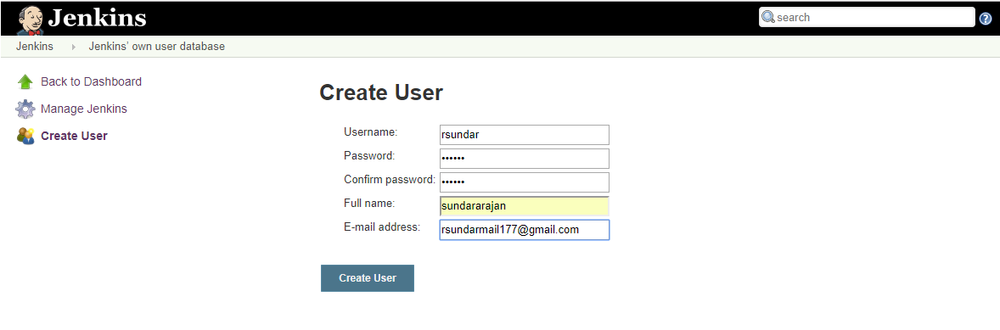 Jenkins
search
Jenkins
Jenkins' own user database
Back to Dashboard
Manage Jenkins
Create User
Create User
Username:
rsundar
Password:
••••••
Confirm password:
••••••
Full name:
sundararajan
E-mail address:
rsundarmail177@gmail.com
Create User